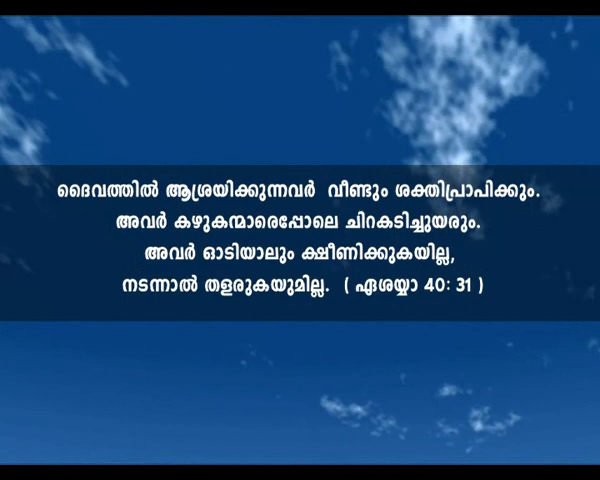 ദൈവത്തിൽ ആശ്രയിക്കുന്നവർ വീണ്ടും ശക്തിപ്രാപിക്കും.
അവർ കഴുകന്മാരെപ്പോലെ ചിറകടിച്ചുയരും.
അവർ ഓടിയാലും ക്ഷീണിക്കുകയില്ല,
നടന്നാൽ തളരുകയുമില്ല. ( ഏശയ്യാ 40: 31 )